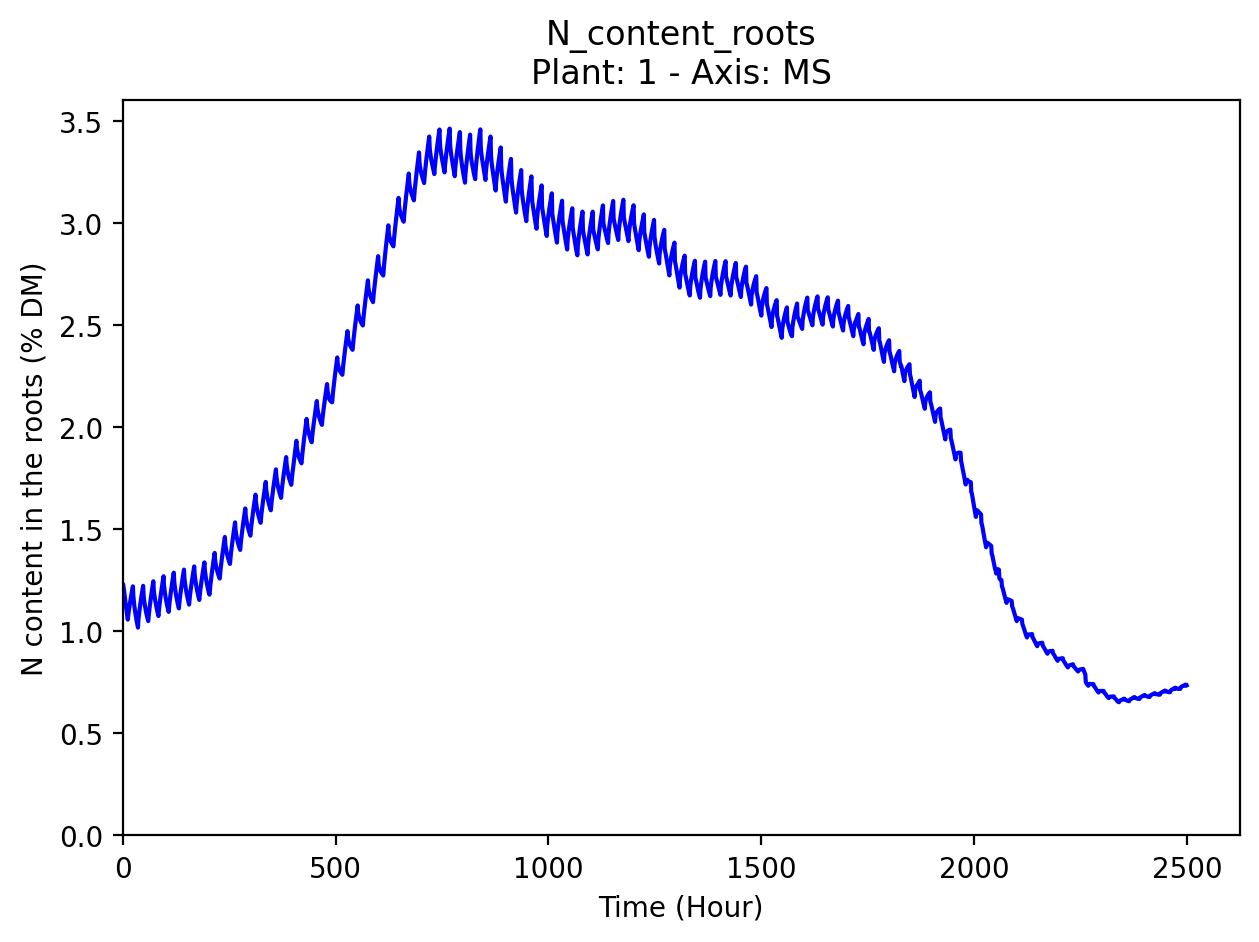 N_content_roots
Plant: 1 - Axis: MS
N content in the roots (% DM)
3.5
3.0
2.5
2.0
1.5
1.0
0.5
0.0
0 500 1000 1500 2000 2500
Time (Hour)